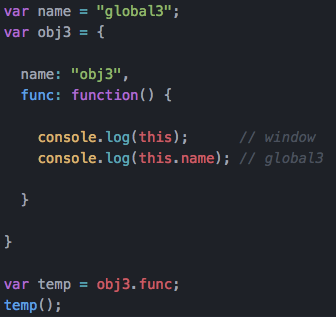 var name = "global3";
var obj3 = {
name: "obj3",
func: function() {
console.log(this); // window
console.log(this.name); // global3
}
}
var temp = obj3.func;
temp();